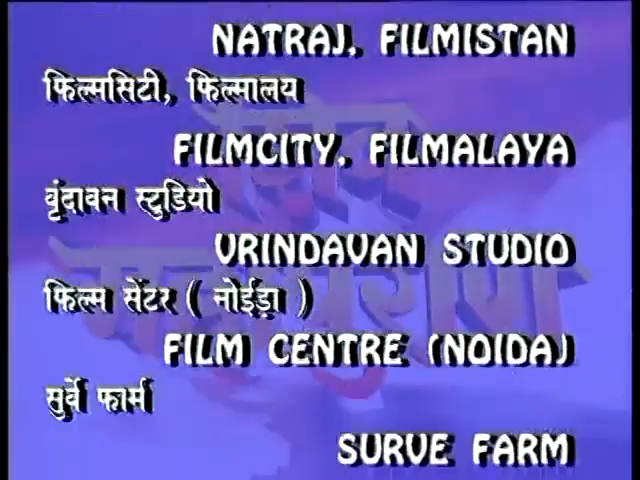 NATRAJ, FILMISTAN
फिल्मसिटी, फिल्मालय
FILMCITY, FILMALAYA
वृंदावन स्टुडियो
VRINDAVAN STUDIO
फिल्म सेंटर ( नोईड़ा )
FILM CENTRE (NOIDA)
सुर्वे फार्म
SURVE FARM